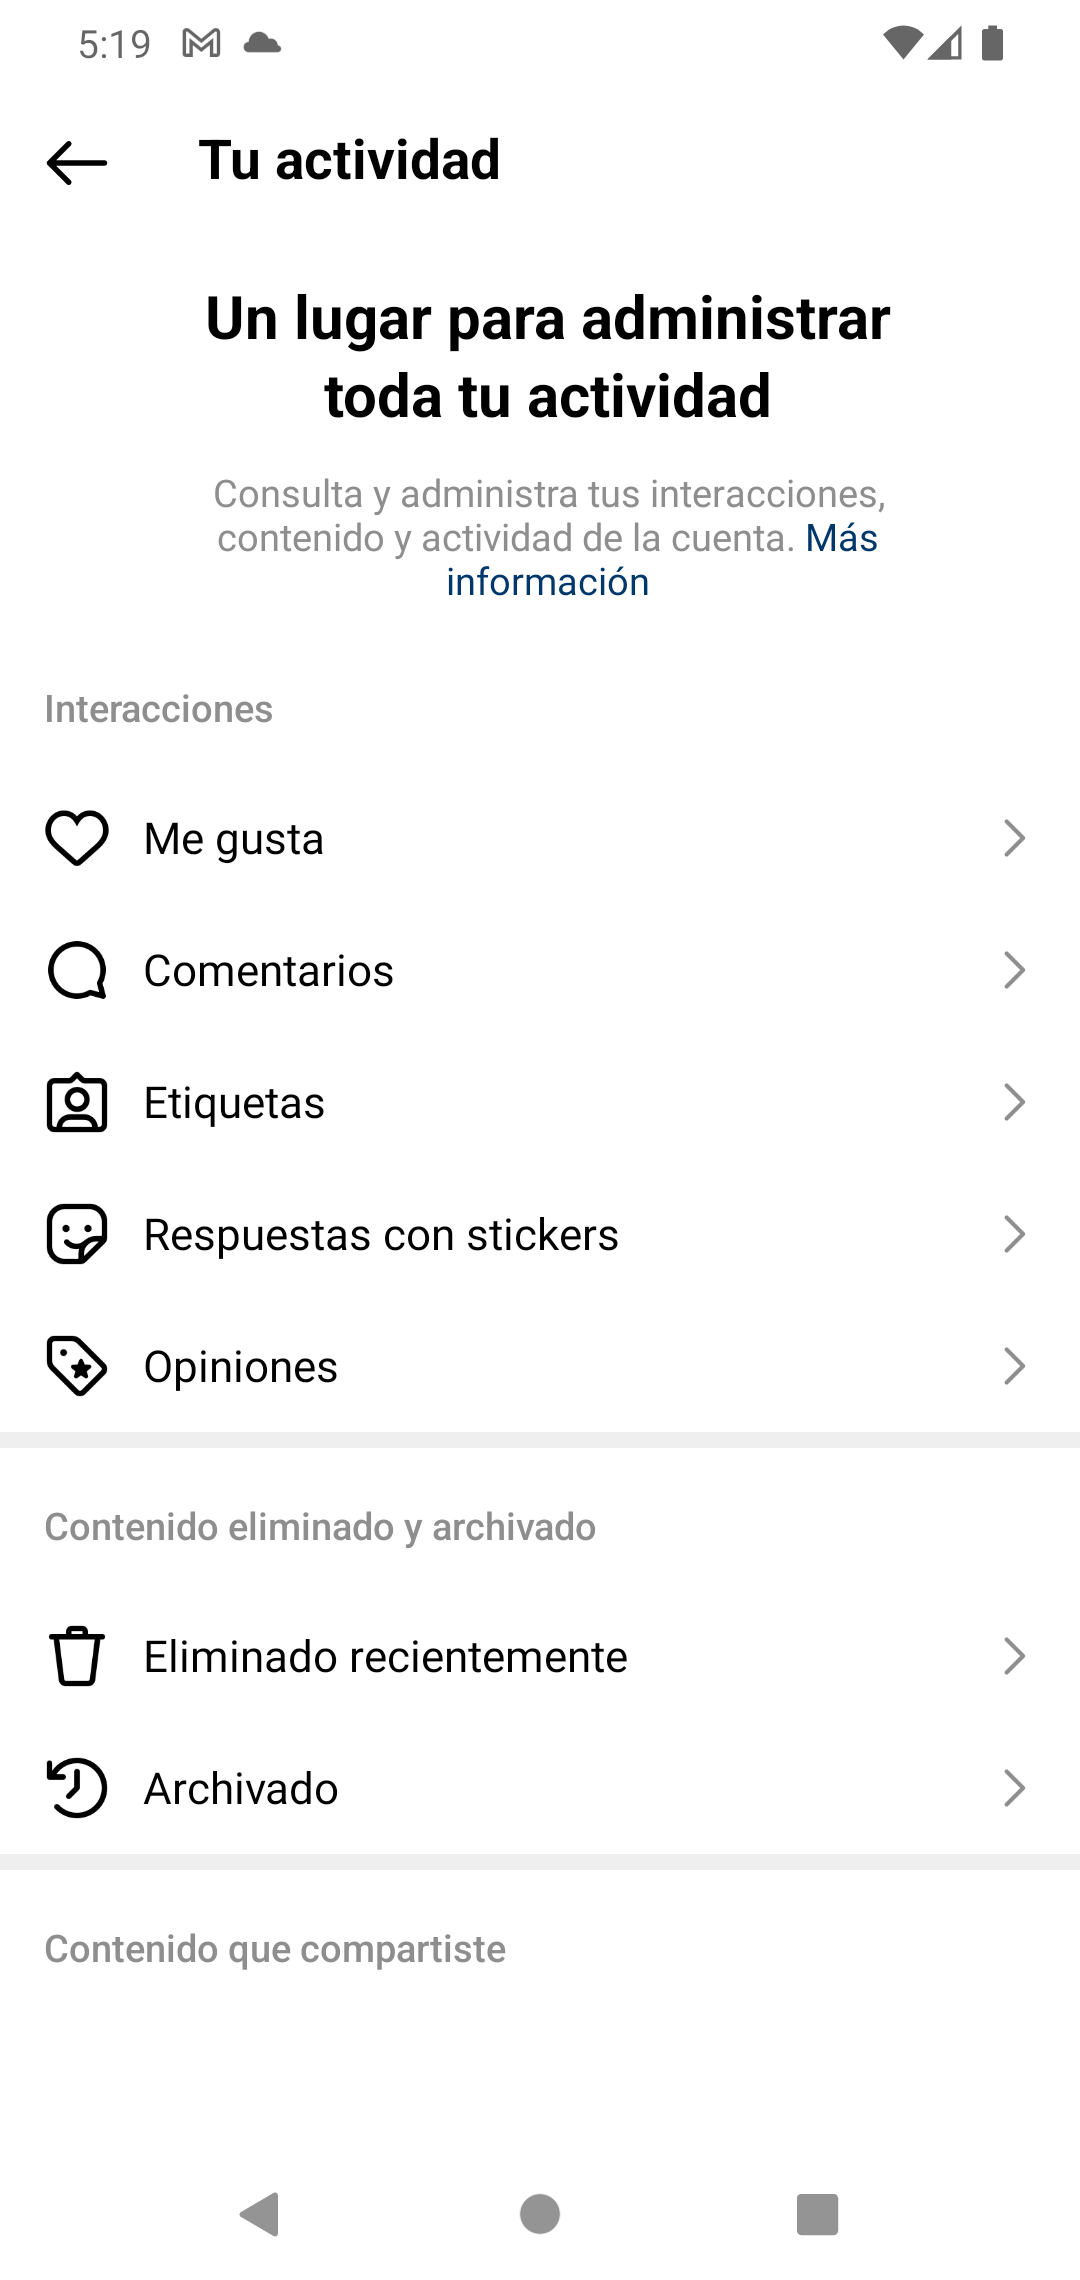 5:19
Tu actividad
Un lugar para administrar
toda tu actividad
Consulta y administra tus interacciones,
contenido y actividad de la cuenta. Más
información
Interacciones
Me gusta
Comentarios
Etiquetas
Respuestas con stickers
Opiniones
Contenido eliminado y archivado
Eliminado recientemente
Archivado
Contenido que compartiste